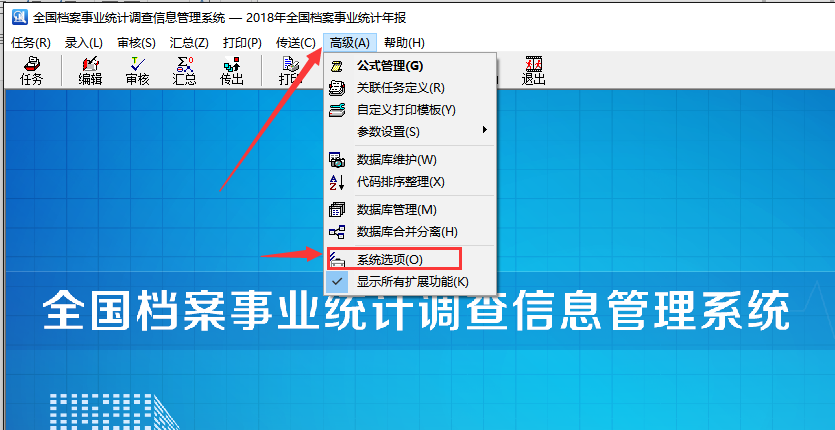 全国档案事业统计调查信息管理系统 — 2018年全国档案事业统计年报
任务(R) 录入(L) 审核(S) 汇总(Z) 打印(P) 传送(C) 高级(A) 帮助(H)
任务 编辑 审核 汇总 传出 打印 退出
公式管理(G)
关联任务定义(R)
自定义打印模板(Y)
参数设置(S)
数据库维护(W)
代码排序整理(X)
数据库管理(M)
数据库合并分离(H)
系统选项(O)
显示所有扩展功能(K)
全国档案事业统计调查信息管理系统